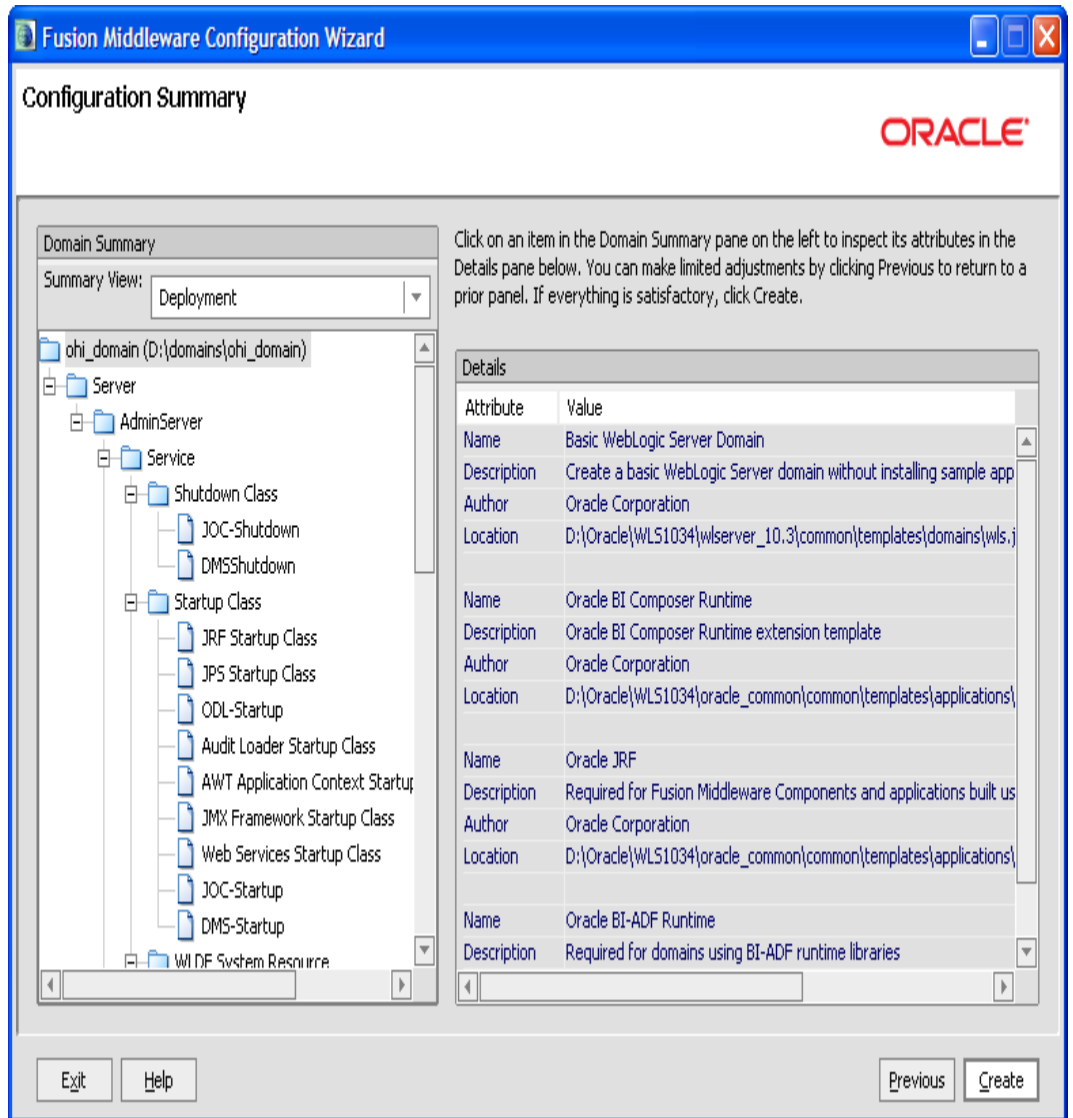 Fusion Middleware Configuration Wizard
Configuration Summary
ORACLE
Domain Summary
Summary View:
Deployment
ohi_domain (D:\domains\ohi_domain)
Server
AdminServer
Service
Shutdown Class
JOC-Shutdown
DMSShutdown
Startup Class
JRF Startup Class
JPS Startup Class
ODL-Startup
Audit Loader Startup Class
AWT Application Context Startup
JMX Framework Startup Class
Web Services Startup Class
JOC-Startup
DMS-Startup
WLDF System Resource
Click on an item in the Domain Summary pane on the left to inspect its attributes in the
Details pane below. You can make limited adjustments by clicking Previous to return to a
prior panel. If everything is satisfactory, click Create.
Details
Attribute Value
Name Basic WebLogic Server Domain
Description Create a basic WebLogic Server domain without installing sample app
Author Oracle Corporation
Location D:\Oracle\WLS1034\wlserver_10.3\common\templates\domains\wls.j
Name Oracle BI Composer Runtime
Description Oracle BI Composer Runtime extension template
Author Oracle Corporation
Location D:\Oracle\WLS1034\oracle_common\common\templates\applications\
Name Oracle JRF
Description Required for Fusion Middleware Components and applications built us
Author Oracle Corporation
Location D:\Oracle\WLS1034\oracle_common\common\templates\applications\
Name Oracle BI-ADF Runtime
Description Required for domains using BI-ADF runtime libraries
Exit Help Previous Create